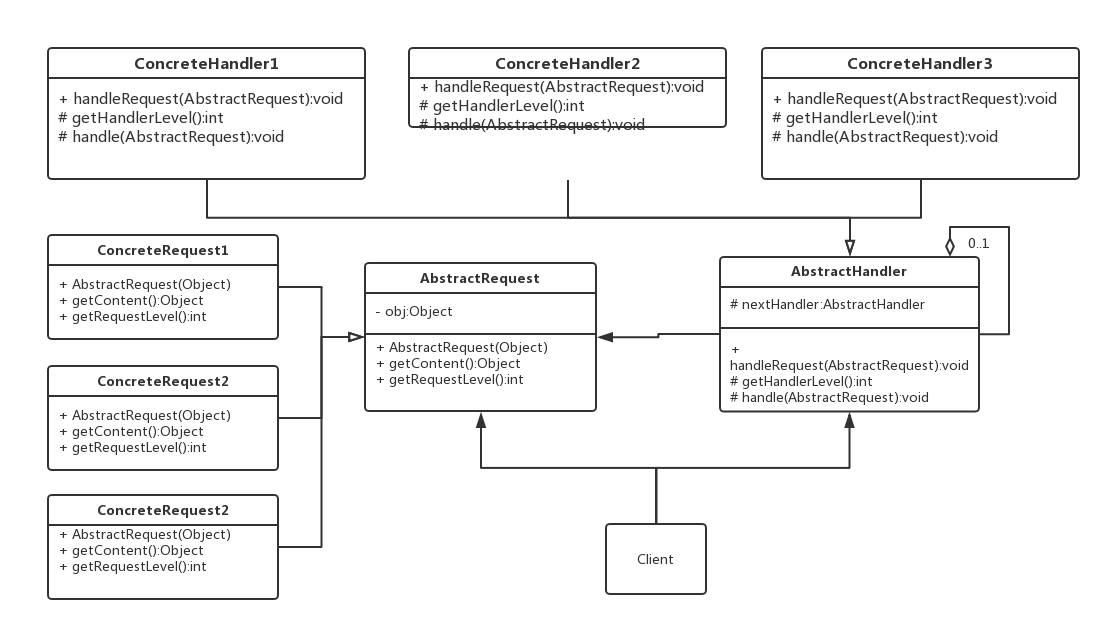 ConcreteHandler1
+ handleRequest(AbstractRequest):void
# getHandlerLevel():int
# handle(AbstractRequest):void
ConcreteHandler2
+ handleRequest(AbstractRequest):void
# getHandlerLevel():int
# handle(AbstractRequest):void
ConcreteHandler3
+ handleRequest(AbstractRequest):void
# getHandlerLevel():int
# handle(AbstractRequest):void
ConcreteRequest1
+ AbstractRequest(Object)
+ getContent():Object
+ getRequestLevel():int
ConcreteRequest2
+ AbstractRequest(Object)
+ getContent():Object
+ getRequestLevel():int
ConcreteRequest2
+ AbstractRequest(Object)
+ getContent():Object
+ getRequestLevel():int
AbstractRequest
- obj:Object
+ AbstractRequest(Object)
+ getContent():Object
+ getRequestLevel():int
0..1
AbstractHandler
# nextHandler:AbstractHandler
+
handleRequest(AbstractRequest):void
# getHandlerLevel():int
# handle(AbstractRequest):void
Client